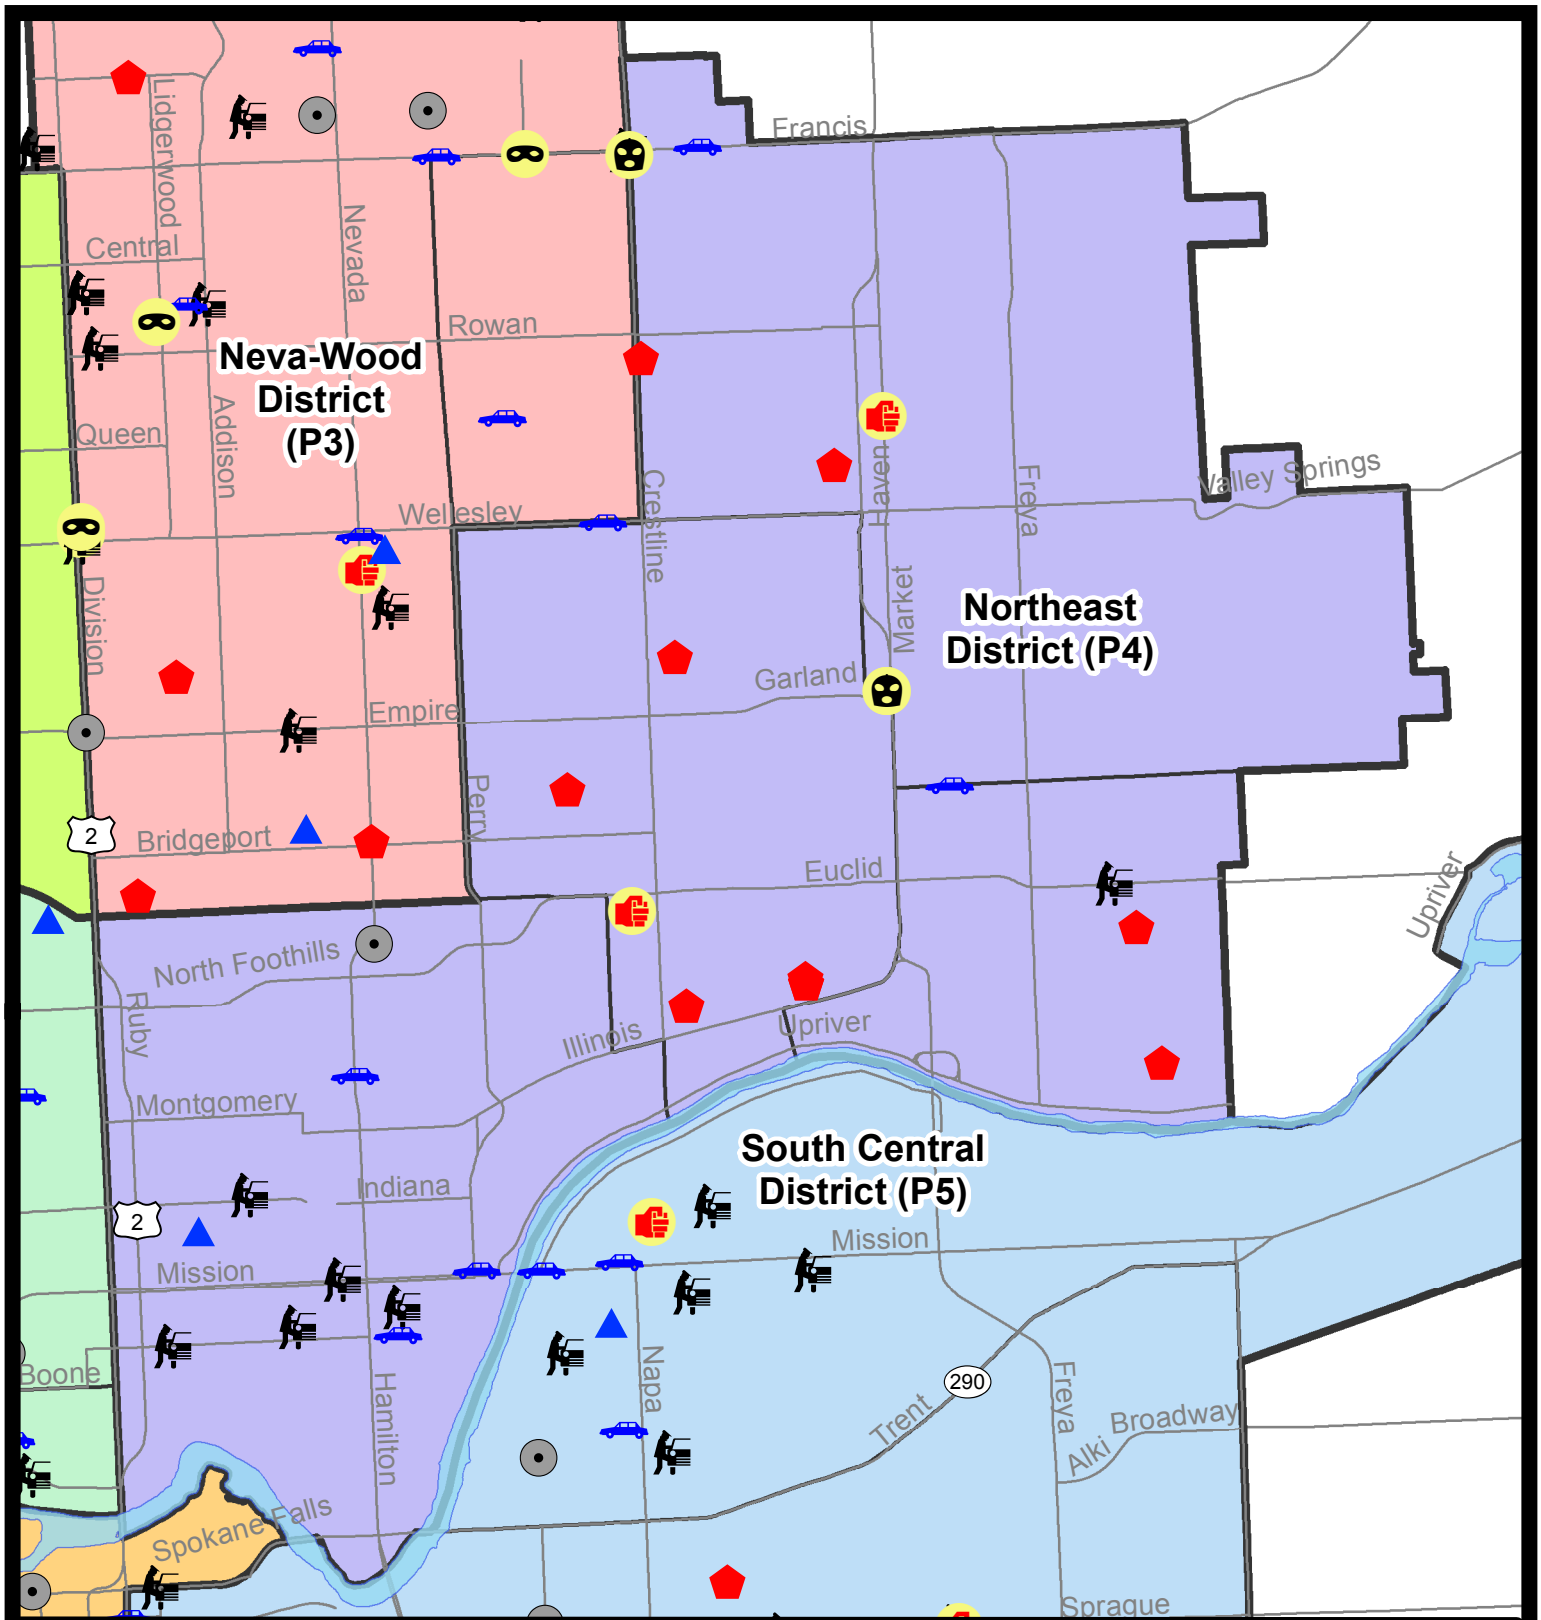 Francis
Lidgerwood
Nevada
Central
Rowan
Neva-Wood
District
(P3)
Addison
Queen
Crestline
Haven
Freya
Valley Springs
Wellesley
Division
Market
Northeast
District (P4)
Garland
Empire
Perry
2
Bridgeport
Euclid
Upriver
North Foothills
Ruby
Illinois
Upriver
Montgomery
South Central
District (P5)
Indiana
2
Mission
Mission
Boone
Hamilton
Napa
290
Freya
Trent
Broadway
Alki
Spokane Falls
Sprague